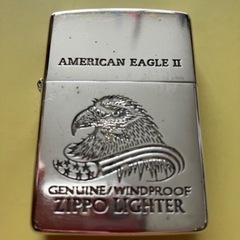 AMERICAN EAGLE II
GENUINE/WINDPROOF
ZIPPO LIGHTER